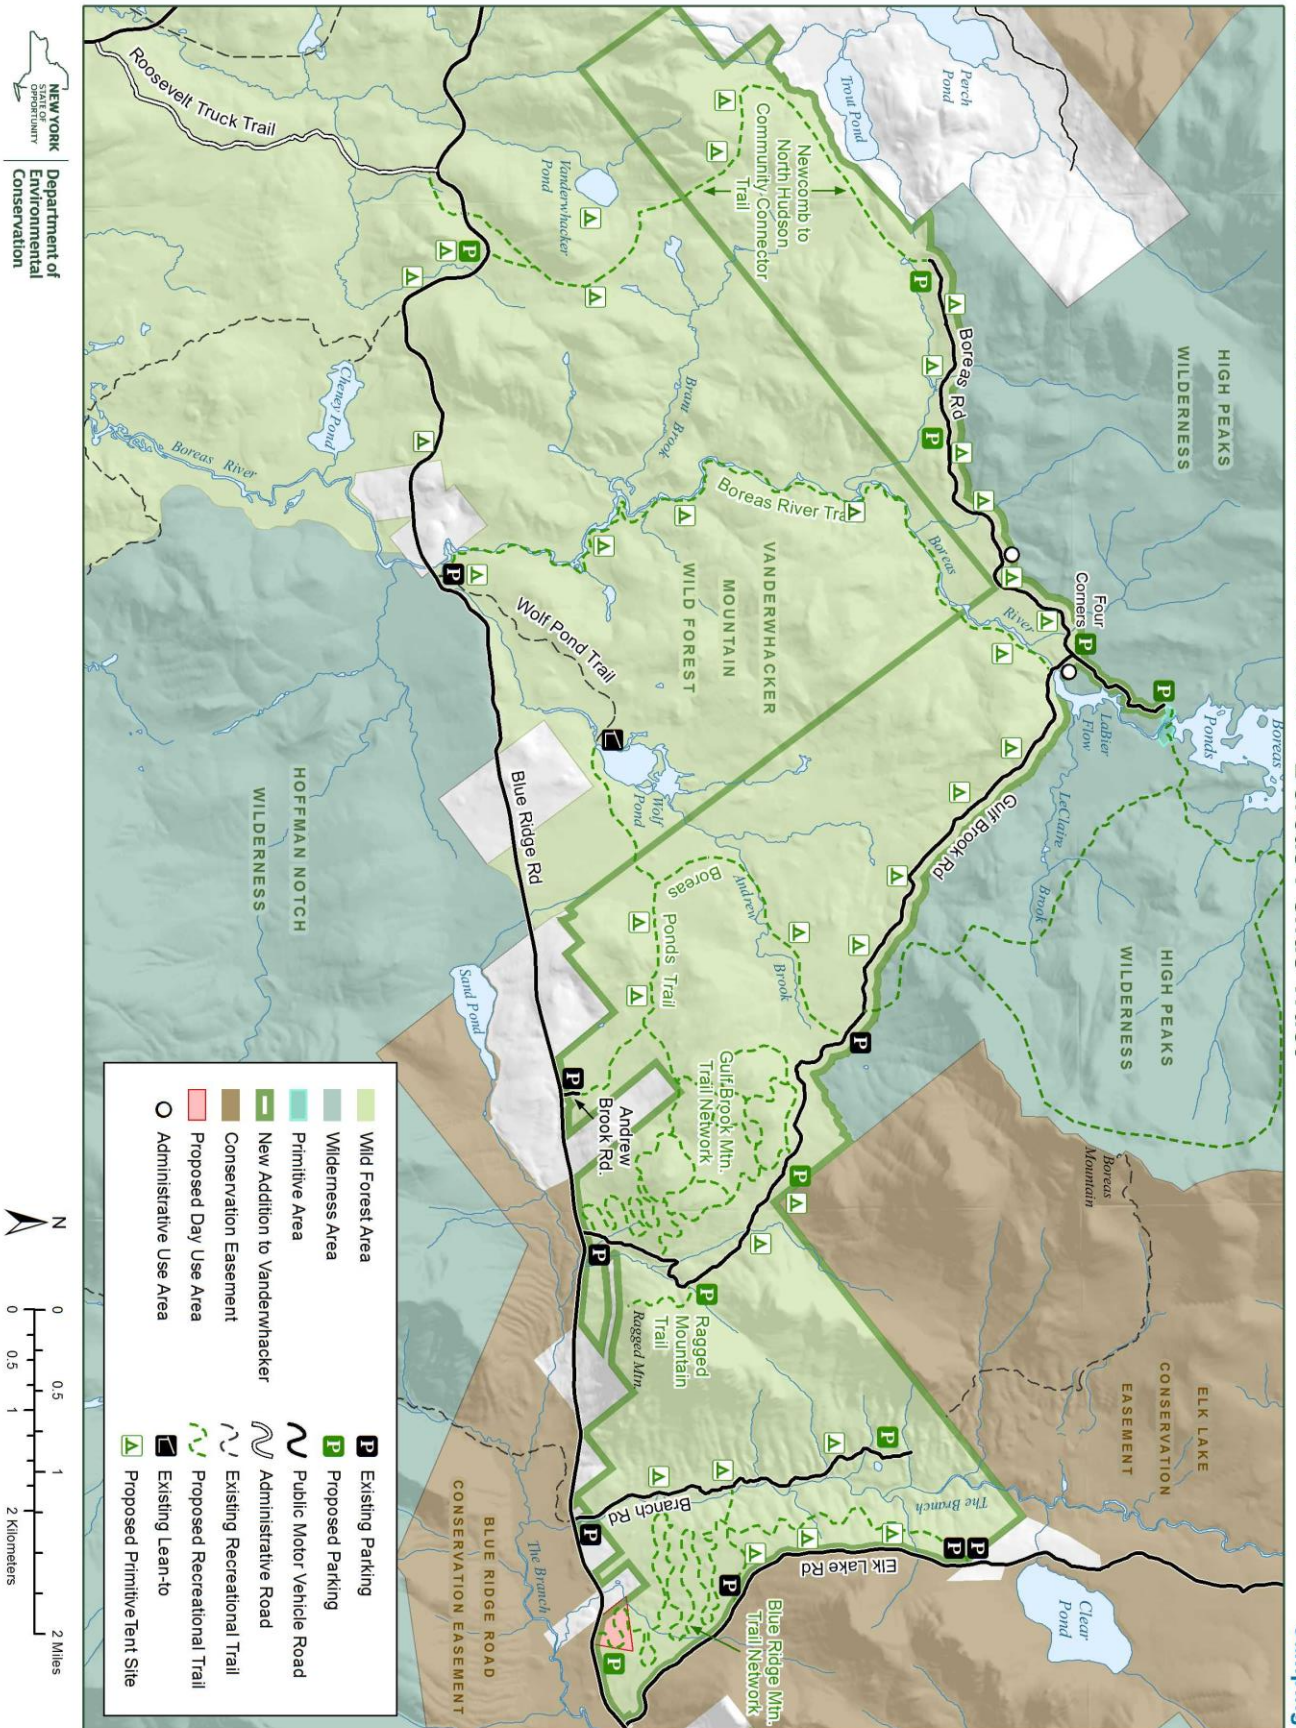 Perch
Pond
Trout Pond
Newcomb to
North Hudson
Community Connector
Trail
Boreas Rd
HIGH PEAKS
WILDERNESS
Four
Corners
Boreas
Ponds
LaBier
Flow
LeClaire
Brook
HIGH PEAKS
WILDERNESS
Boreas
Mountain
ELK LAKE
CONSERVATION
EASEMENT
Clear
Pond
Roosevelt Truck Trail
Vanderwhacker
Pond
Bram Brook
Boreas River
Cheney Pond
Boreas River Tra
Boreas
River
VANDERWHACKER
MOUNTAIN
WILD FOREST
Wolf Pond Trail
Wolf
Pond
Gulf Brook Rd
Andrew
Brook
Boreas
Ponds Trail
Gulf Brook Mtn.
Trail Network
Andrew
Brook Rd.
Ragged
Mountain
Trail
Ragged Mtn.
Branch Rd
The Branch
Elk Lake Rd
Blue Ridge Mtn.
Trail Network
Blue Ridge Rd
HOFFMAN NOTCH
WILDERNESS
Sand Pond
The Branch
BLUE RIDGE ROAD
CONSERVATION EASEMENT
Wild Forest Area
Wilderness Area
Primitive Area
New Addition to Vanderwhacker
Conservation Easement
Proposed Day Use Area
Administrative Use Area
P Existing Parking
P Proposed Parking
Public Motor Vehicle Road
Administrative Road
Existing Recreational Trail
Proposed Recreational Trail
Existing Lean-to
Proposed Primitive Tent Site
N
0 0.5 1 2 Miles
0 0.5 1 2 Kilometers
NEW YORK
STATE OF
OPPORTUNITY
Department of
Environmental
Conservation